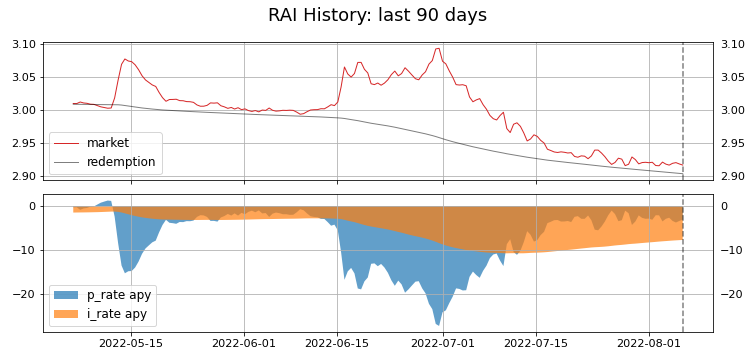 RAI History: last 90 days
3.10 3.10
3.05 3.05
3.00 3.00
2.95 2.95
2.90 2.90
market
redemption
0 0
−10 −10
−20 −20
p_rate apy
i_rate apy
2022-05-15 2022-06-01 2022-06-15 2022-07-01 2022-07-15 2022-08-01